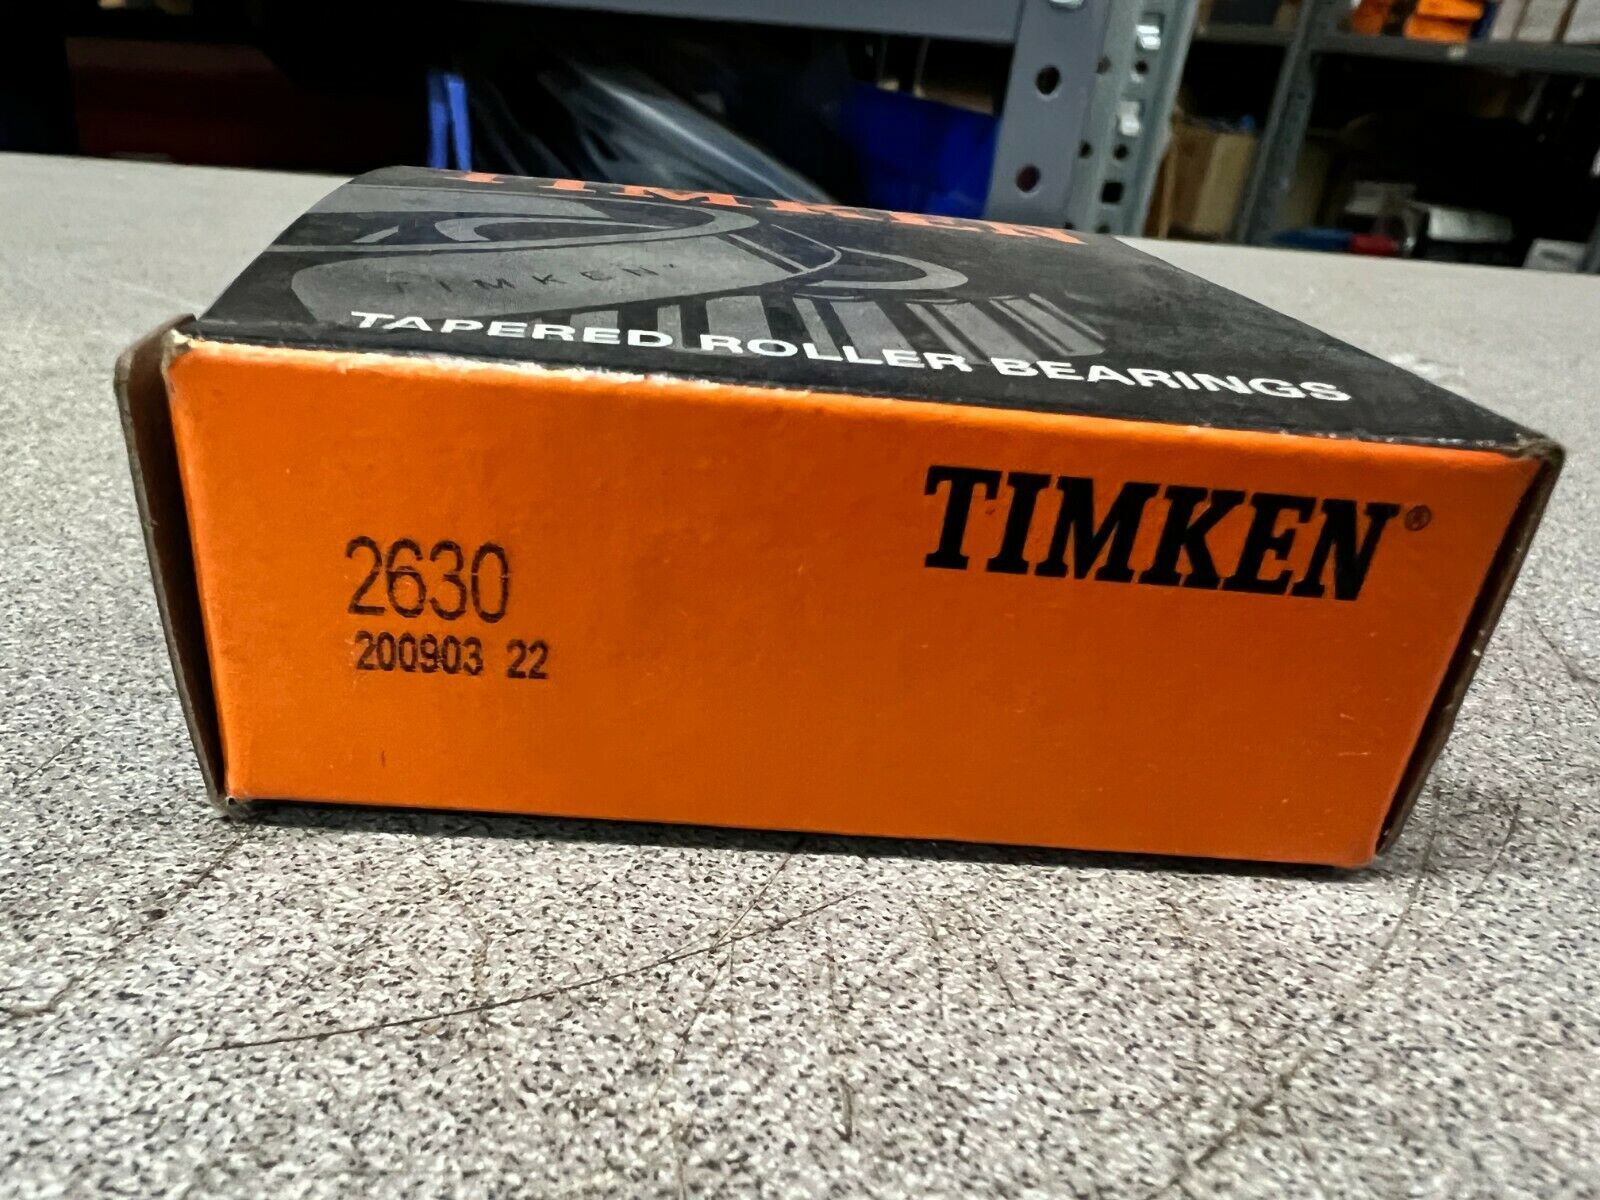 TIMKEN
TIMKEN
TAPERED ROLLER BEARINGS
TIMKEN®
2630
200903 22